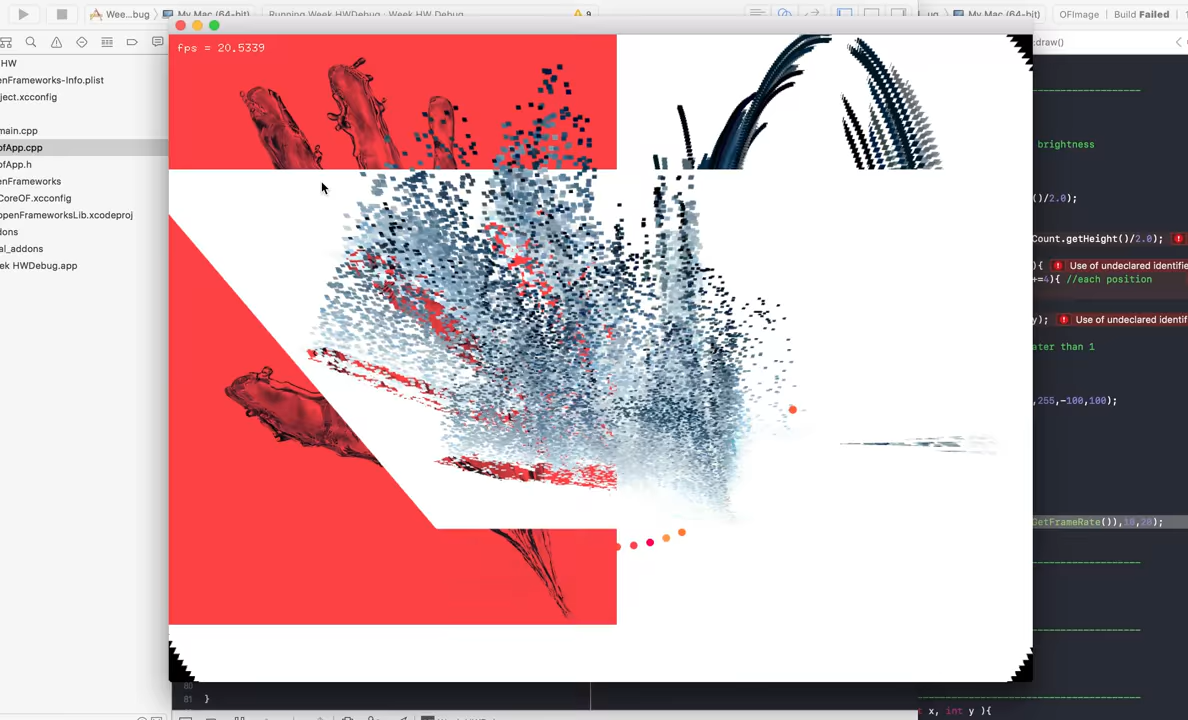 Wee...bug
My Mac (64-bit)
Running Week HWDebug : Week HW Debug
9
ug
My Mac (64-bit)
OFImage
Build Failed
fps = 20.5339
HW
enFrameworks-Info.plist
ject.xcconfig
main.cpp
ofApp.cpp
ofApp.h
enFrameworks
CoreOF.xcconfig
openFrameworksLib.xcodeproj
dons
al_addons
ek HWDebug.app
:draw()
brightness
()/2.0);
Count.getHeight()/2.0);
){ Use of undeclared identifie
+=4){ //each position
y); Use of undeclared identif
ater than 1
,255,-100,100);
GetFrameRate()),10,20);
80
81 }
t x, int y ){